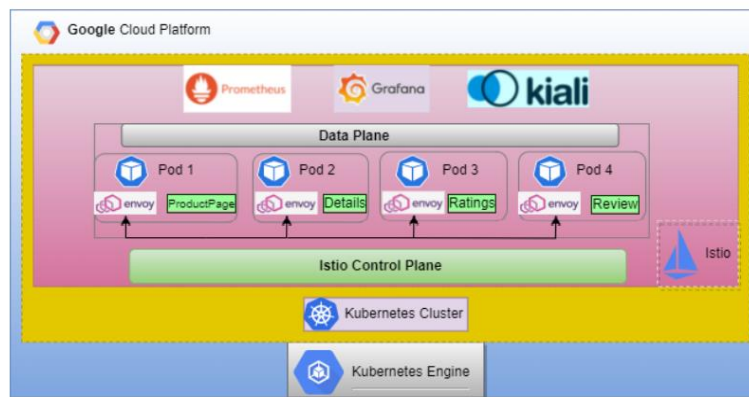 Google Cloud Platform
Prometheus
Grafana
kiali
Data Plane
Pod 1
Pod 2
Pod 3
Pod 4
envoy
ProductPage
envoy
Details
envoy
Ratings
envoy
Review
Istio Control Plane
Istio
Kubernetes Cluster
Kubernetes Engine